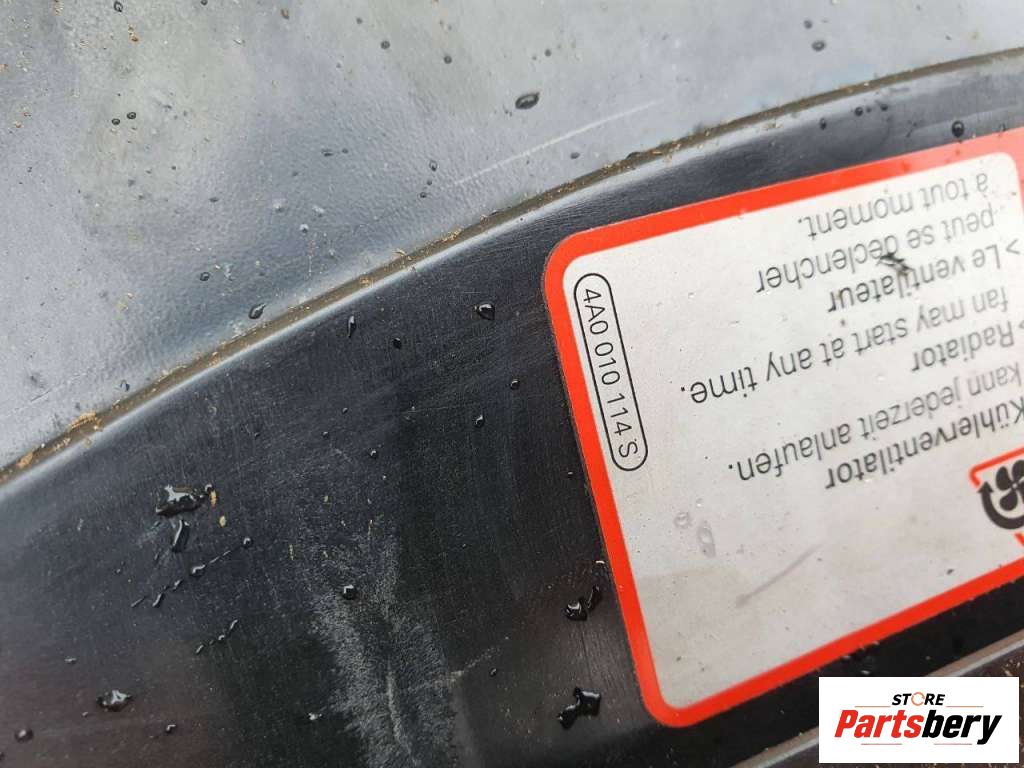 Kühlerventilator
kann jederzeit anlaufen.
> Radiator
fan may start at any time.
> Le ventilateur
peut se déclencher
à tout moment.
4A0 010 114 S
STORE
Partsbery